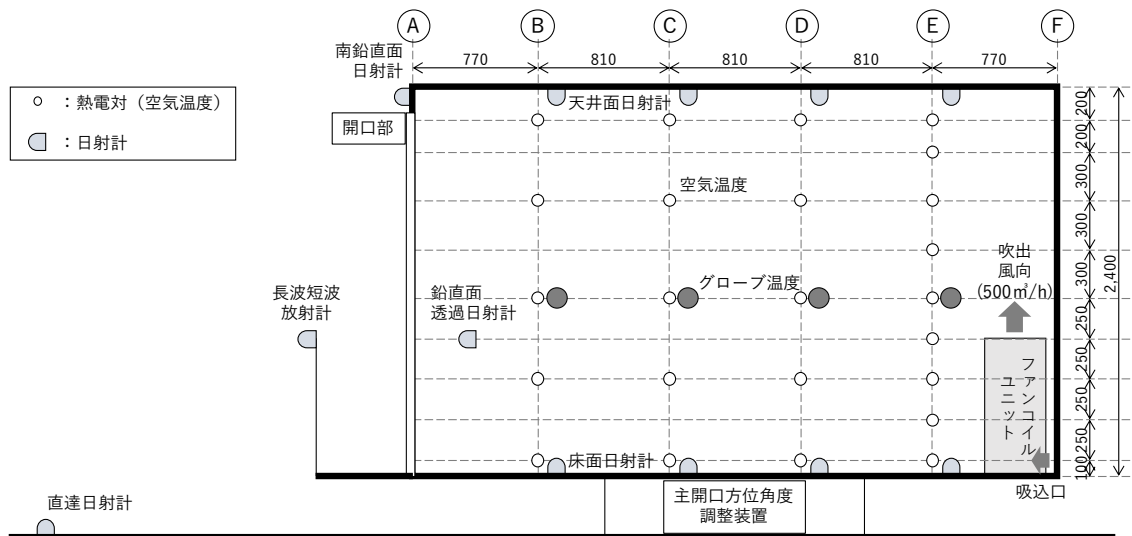 A B C D E F
770 810 810 810 770
南鉛直面
日射計
○ ：熱電対（空気温度）
：日射計
開口部
天井面日射計
空気温度
グローブ温度
長波短波
放射計
鉛直面
透過日射計
吹出
風向
(500㎥/h)
ファンコイル
ユニット
床面日射計
吸込口
主開口方位角度
調整装置
直達日射計
200
200
300
300
300
250
250
250
250
100
2,400